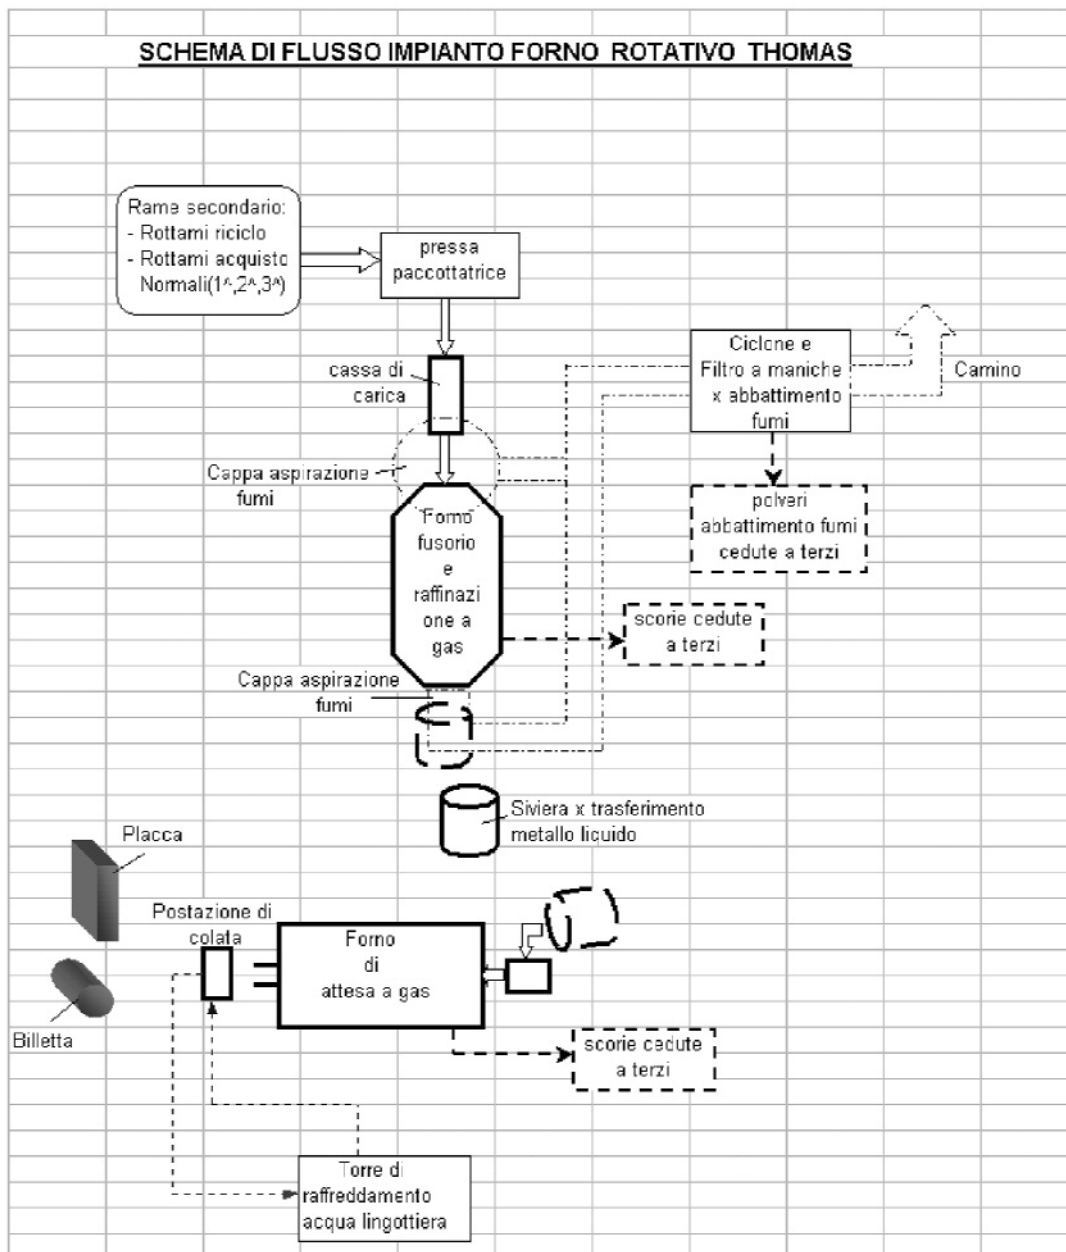 SCHEMA DI FLUSSO IMPIANTO FORNO ROTATIVO THOMAS
Rame secondario:
- Rottami riciclo
- Rottami acquisto
Normali(1^,2^,3^)
pressa
paccottatrice
cassa di
carica
Ciclone e
Filtro a maniche
x abbattimento
fumi
Camino
Cappa aspirazione
fumi
polveri
abbattimento fumi
cedute a terzi
Forno
fusorio
e
raffinazi
one a
gas
scorie cedute
a terzi
Cappa aspirazione
fumi
Siviera x trasferimento
metallo liquido
Placca
Postazione di
colata
Forno
di
attesa a gas
Billetta
scorie cedute
a terzi
Torre di
raffreddamento
acqua lingottiera